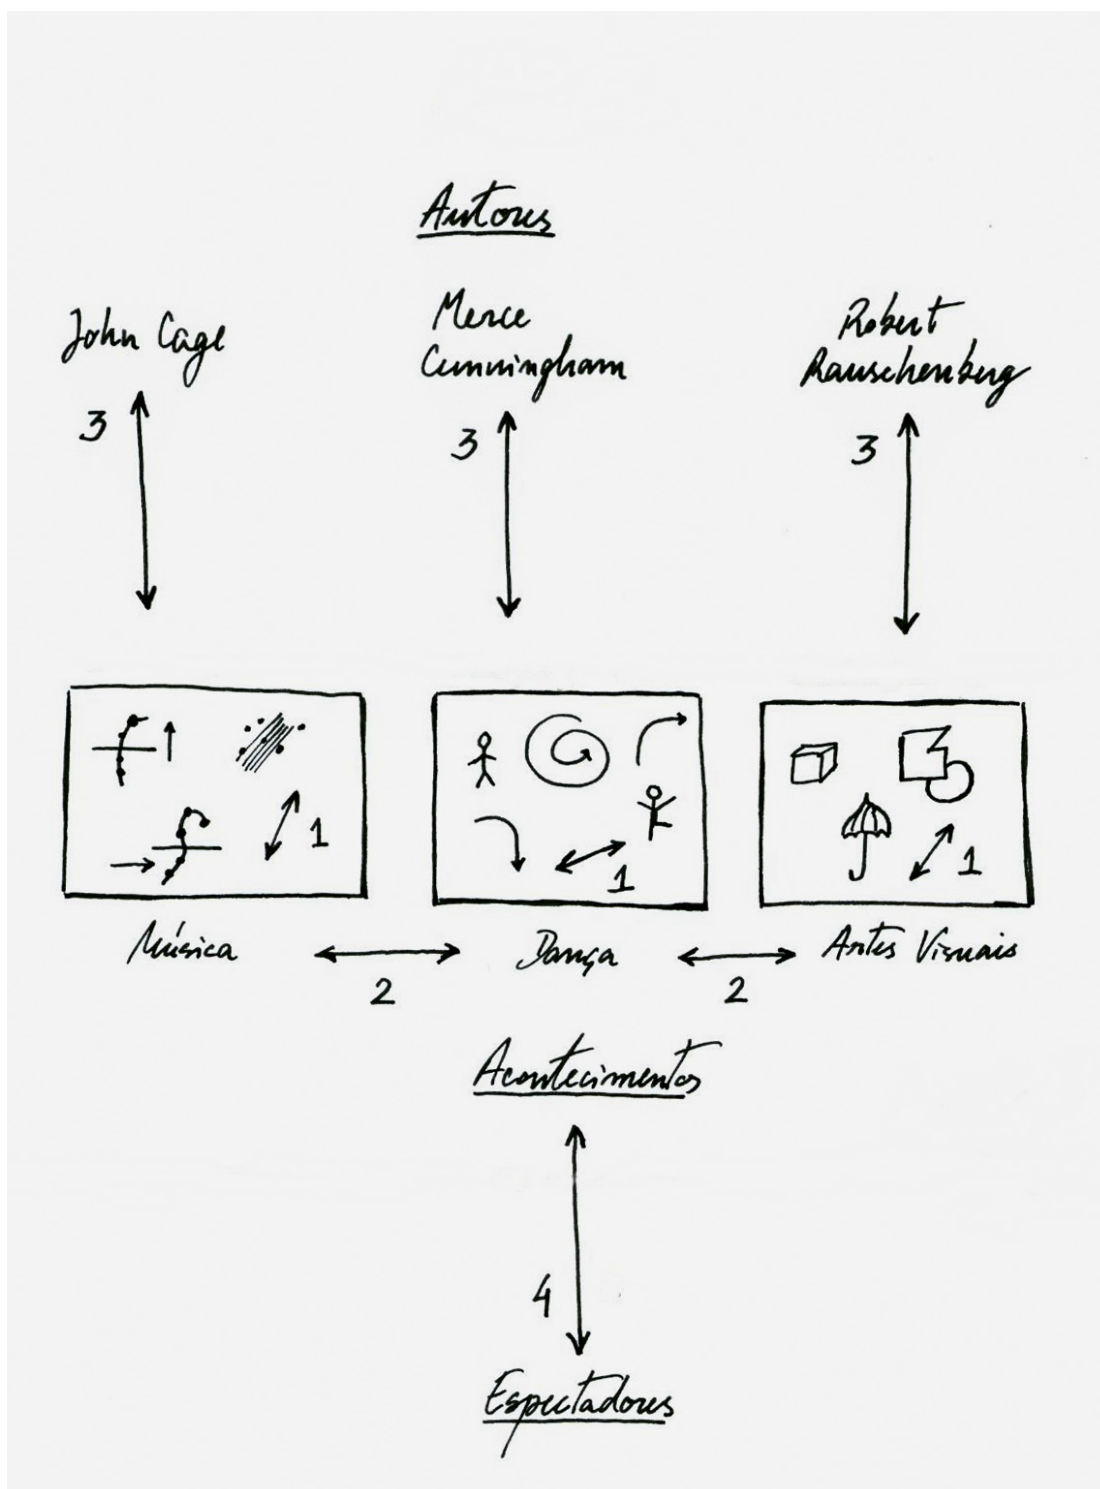 Autores
John Cage
Merce
Cunningham
Robert
Rauschenberg
3
3
3
1
1
1
Música
Dança
Artes Visuais
2
2
Acontecimentos
4
Espectadores